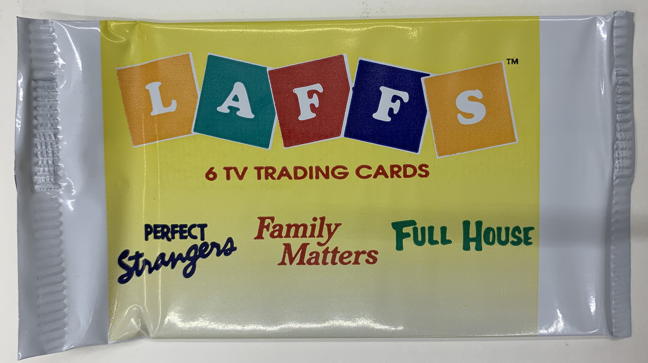 LAFFS™
6 TV TRADING CARDS
PERFECT Strangers
Family Matters
FULL HOUSE